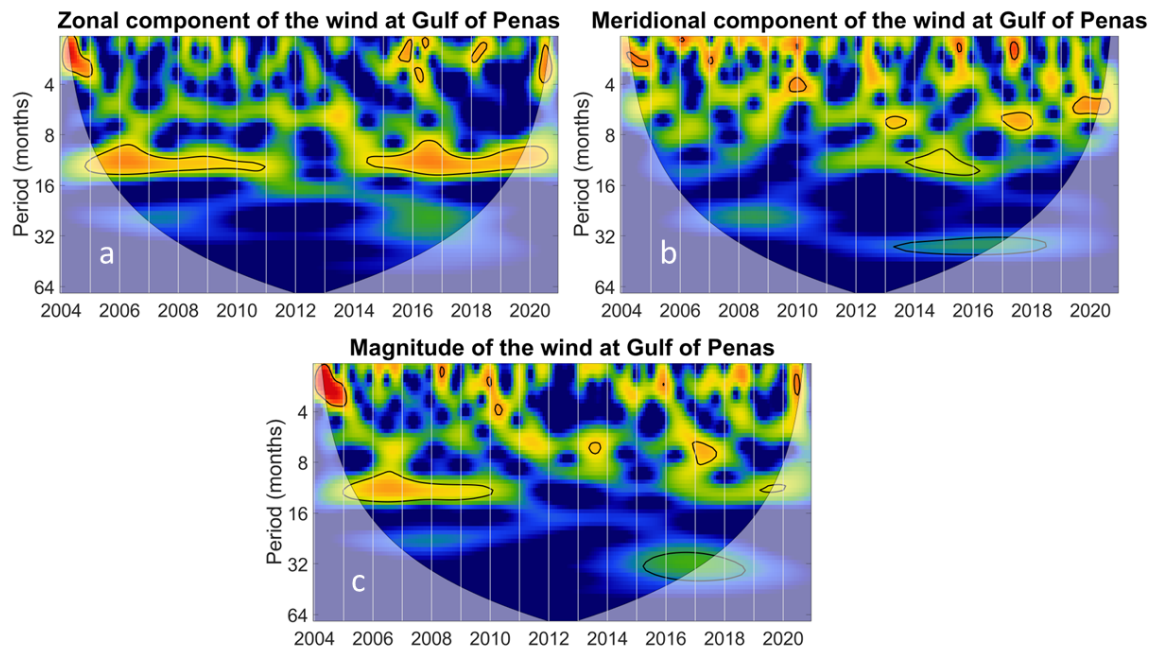 Zonal component of the wind at Gulf of Penas
Meridional component of the wind at Gulf of Penas
Period (months)
4
8
16
32
64
a
2004 2006 2008 2010 2012 2014 2016 2018 2020
Period (months)
4
8
16
32
64
b
2004 2006 2008 2010 2012 2014 2016 2018 2020
Magnitude of the wind at Gulf of Penas
Period (months)
4
8
16
32
64
c
2004 2006 2008 2010 2012 2014 2016 2018 2020